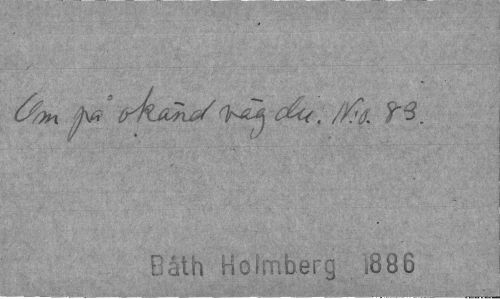 Om på okänd väg du. N:o. 83.
Båth Holmberg 1886